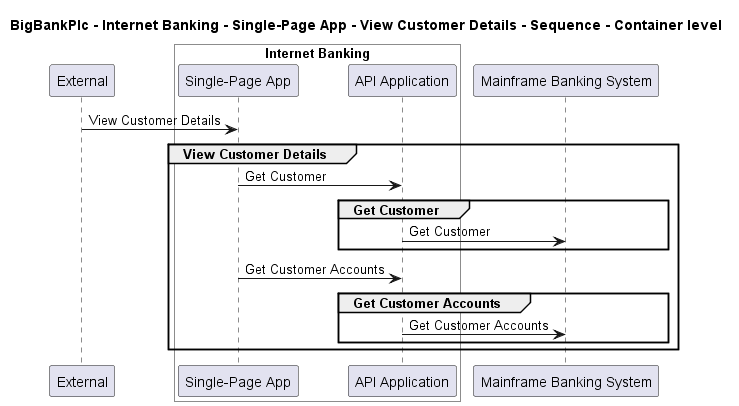 BigBankPlc - Internet Banking - Single-Page App - View Customer Details - Sequence - Container level
Internet Banking
External
Single-Page App
API Application
Mainframe Banking System
View Customer Details
View Customer Details
Get Customer
Get Customer
Get Customer
Get Customer Accounts
Get Customer Accounts
Get Customer Accounts
External
Single-Page App
API Application
Mainframe Banking System